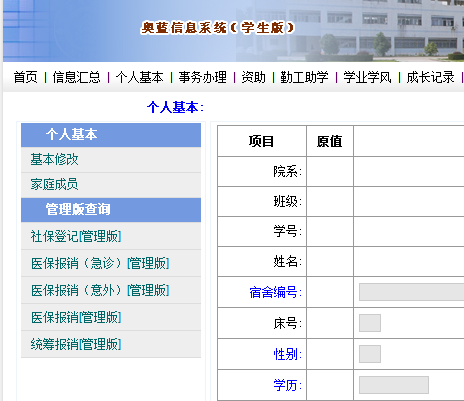 奥蓝信息系统(学生版)
首页 | 信息汇总 | 个人基本 | 事务办理 | 资助 | 勤工助学 | 学业学风 | 成长记录 |
个人基本:
个人基本
基本修改
家庭成员
管理版查询
社保登记[管理版]
医保报销（急诊）[管理版]
医保报销（意外）[管理版]
医保报销[管理版]
统筹报销[管理版]
项目 原值
院系:
班级:
学号:
姓名:
宿舍编号:
床号:
性别:
学历: